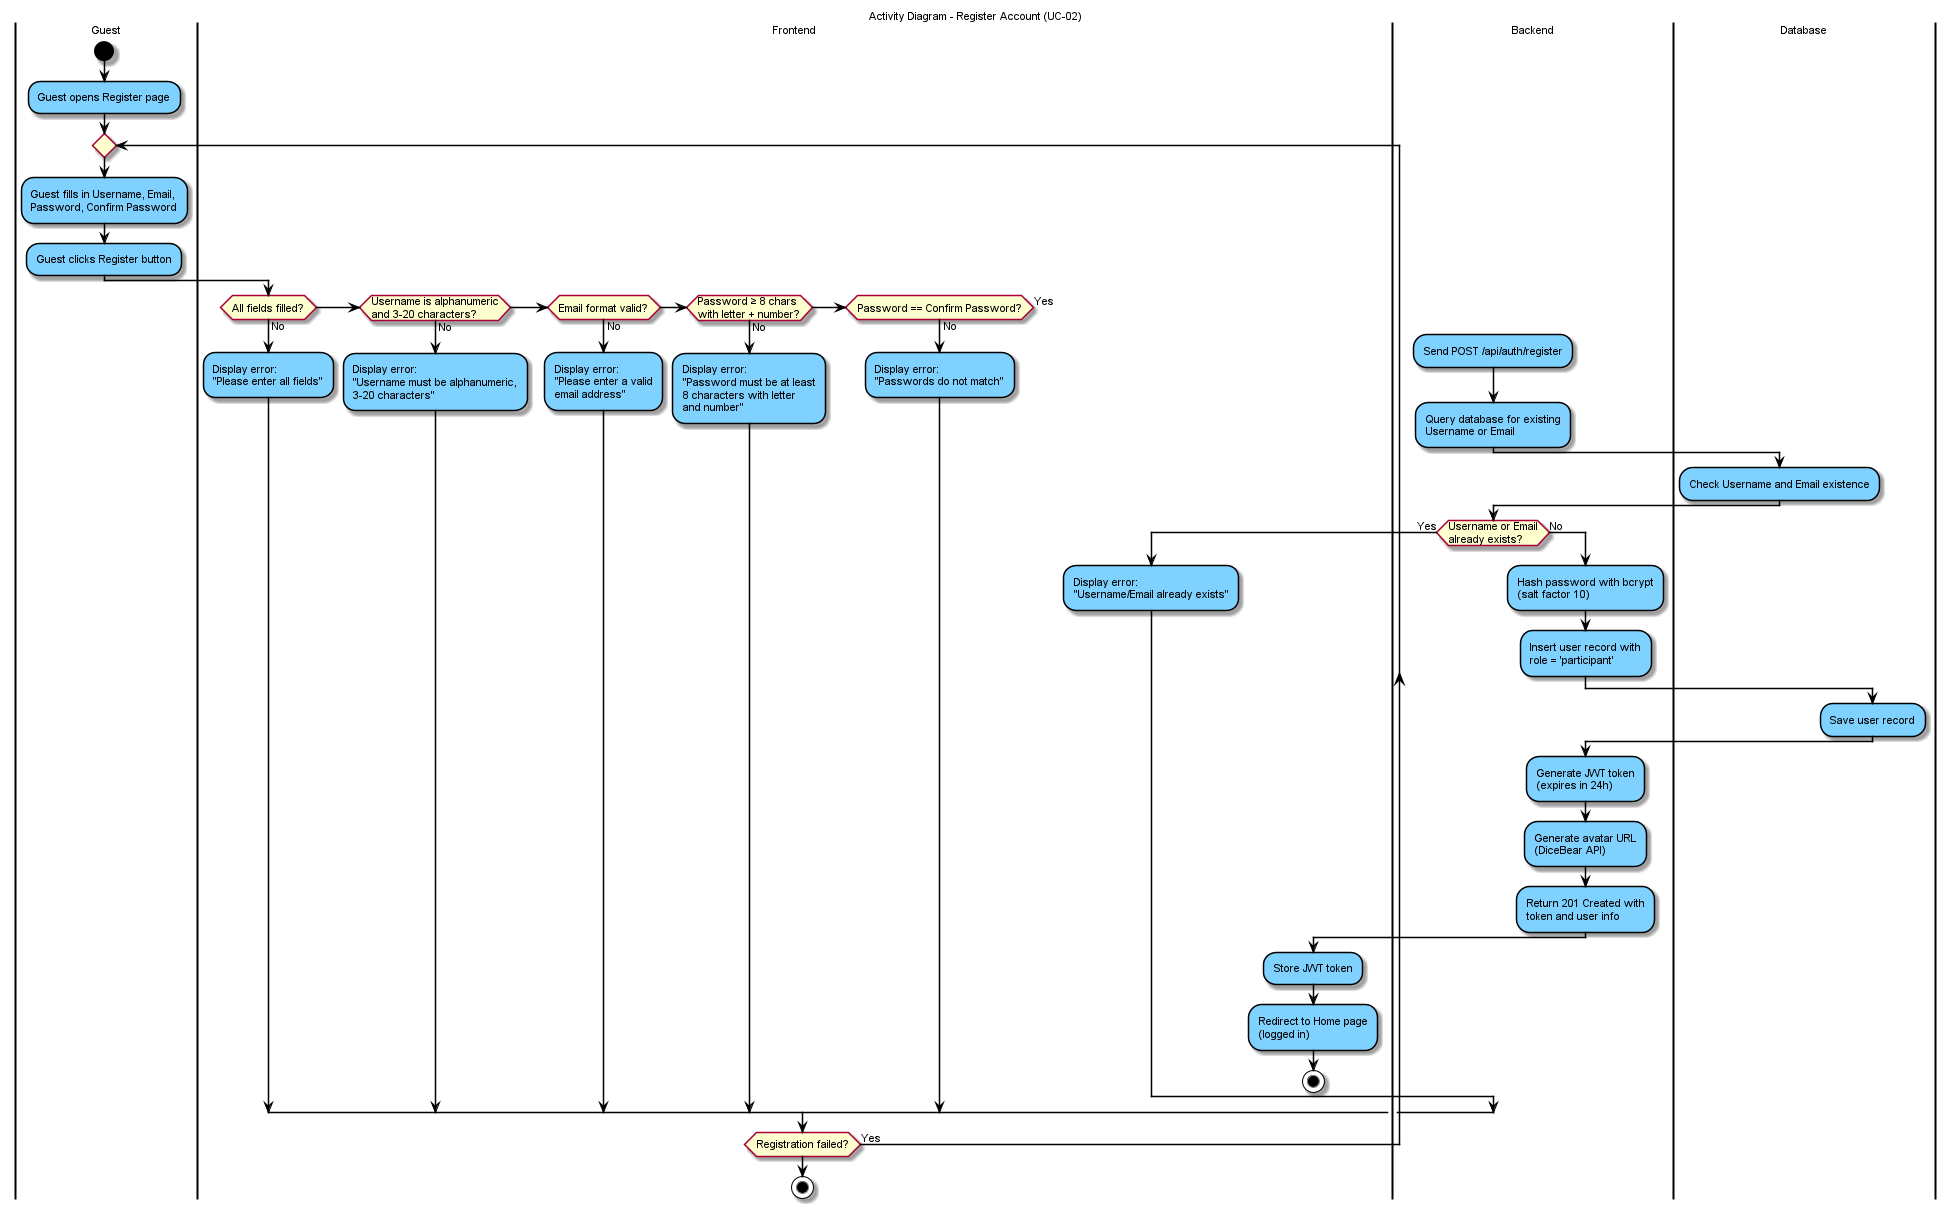 Activity Diagram - Register Account (UC-02)
Guest
Frontend
Backend
Database
Guest opens Register page
Guest fills in Username, Email,
Password, Confirm Password
Guest clicks Register button
All fields filled?
No
Username is alphanumeric
and 3-20 characters?
No
Email format valid?
No
Password ≥ 8 chars
with letter + number?
No
Password == Confirm Password?
Yes
No
Display error:
"Please enter all fields"
Display error:
"Username must be alphanumeric,
3-20 characters"
Display error:
"Please enter a valid
email address"
Display error:
"Password must be at least
8 characters with letter
and number"
Display error:
"Passwords do not match"
Send POST /api/auth/register
Query database for existing
Username or Email
Check Username and Email existence
Yes
Username or Email
already exists?
No
Display error:
"Username/Email already exists"
Hash password with bcrypt
(salt factor 10)
Insert user record with
role = 'participant'
Save user record
Generate JWT token
(expires in 24h)
Generate avatar URL
(DiceBear API)
Return 201 Created with
token and user info
Store JWT token
Redirect to Home page
(logged in)
Registration failed?
Yes